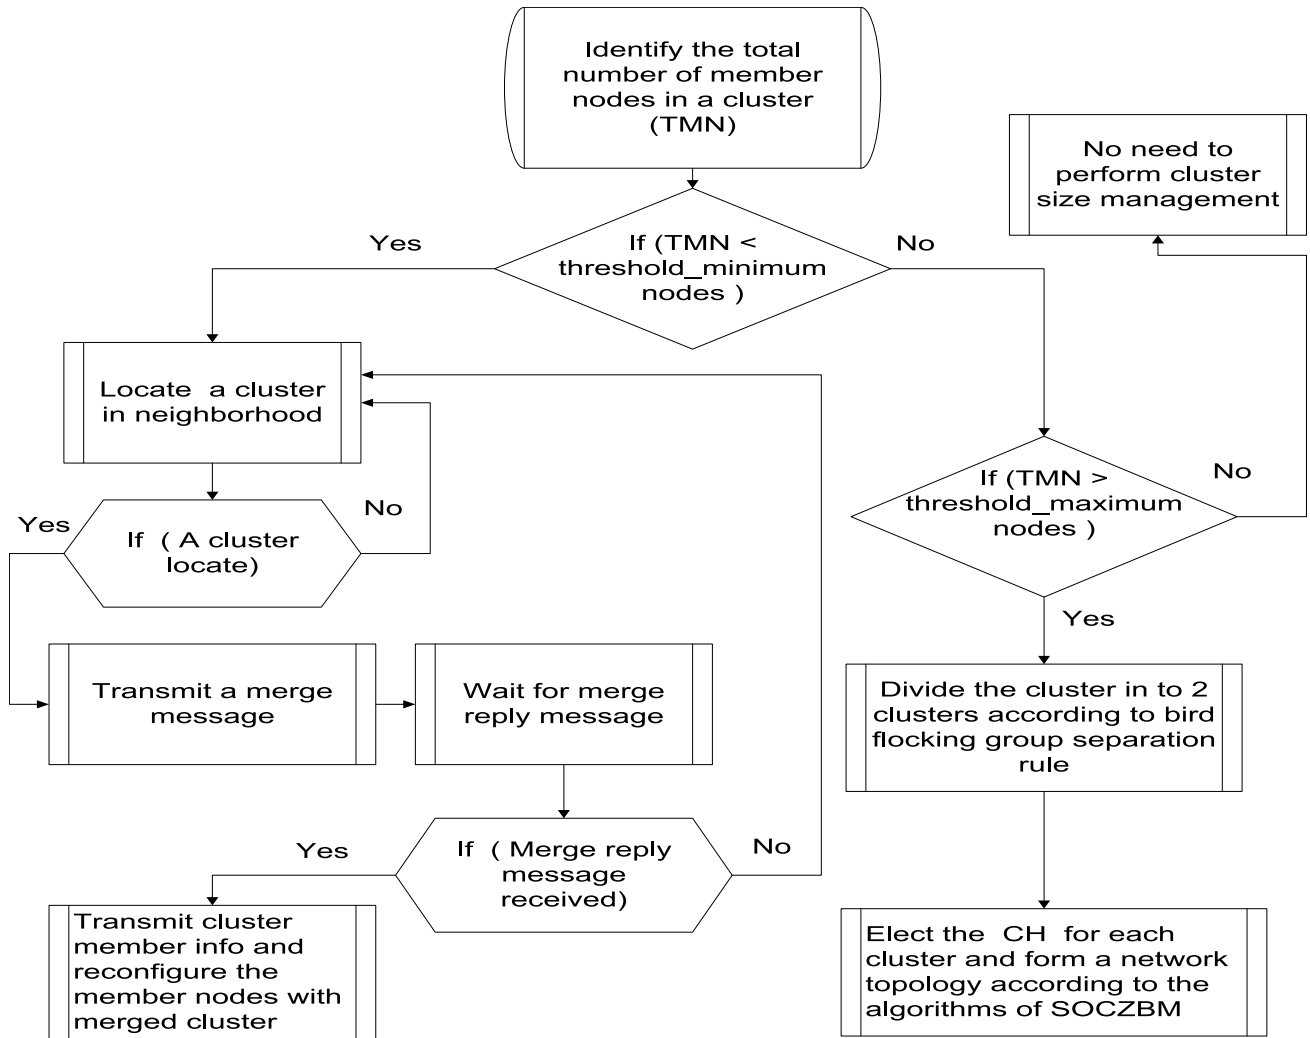 Identify the total
number of member
nodes in a cluster
(TMN)
No need to
perform cluster
size management
Yes
If (TMN <
threshold_minimum
nodes )
No
Locate  a cluster
in neighborhood
If (TMN >
threshold_maximum
nodes )
No
Yes
If  ( A cluster
locate)
No
Yes
Transmit a merge
message
Wait for merge
reply message
Divide the cluster in to 2
clusters according to bird
flocking group separation
rule
Yes
If  ( Merge reply
message
received)
No
Transmit cluster
member info and
reconfigure the
member nodes with
merged cluster
Elect the  CH  for each
cluster and form a network
topology according to the
algorithms of SOCZBM